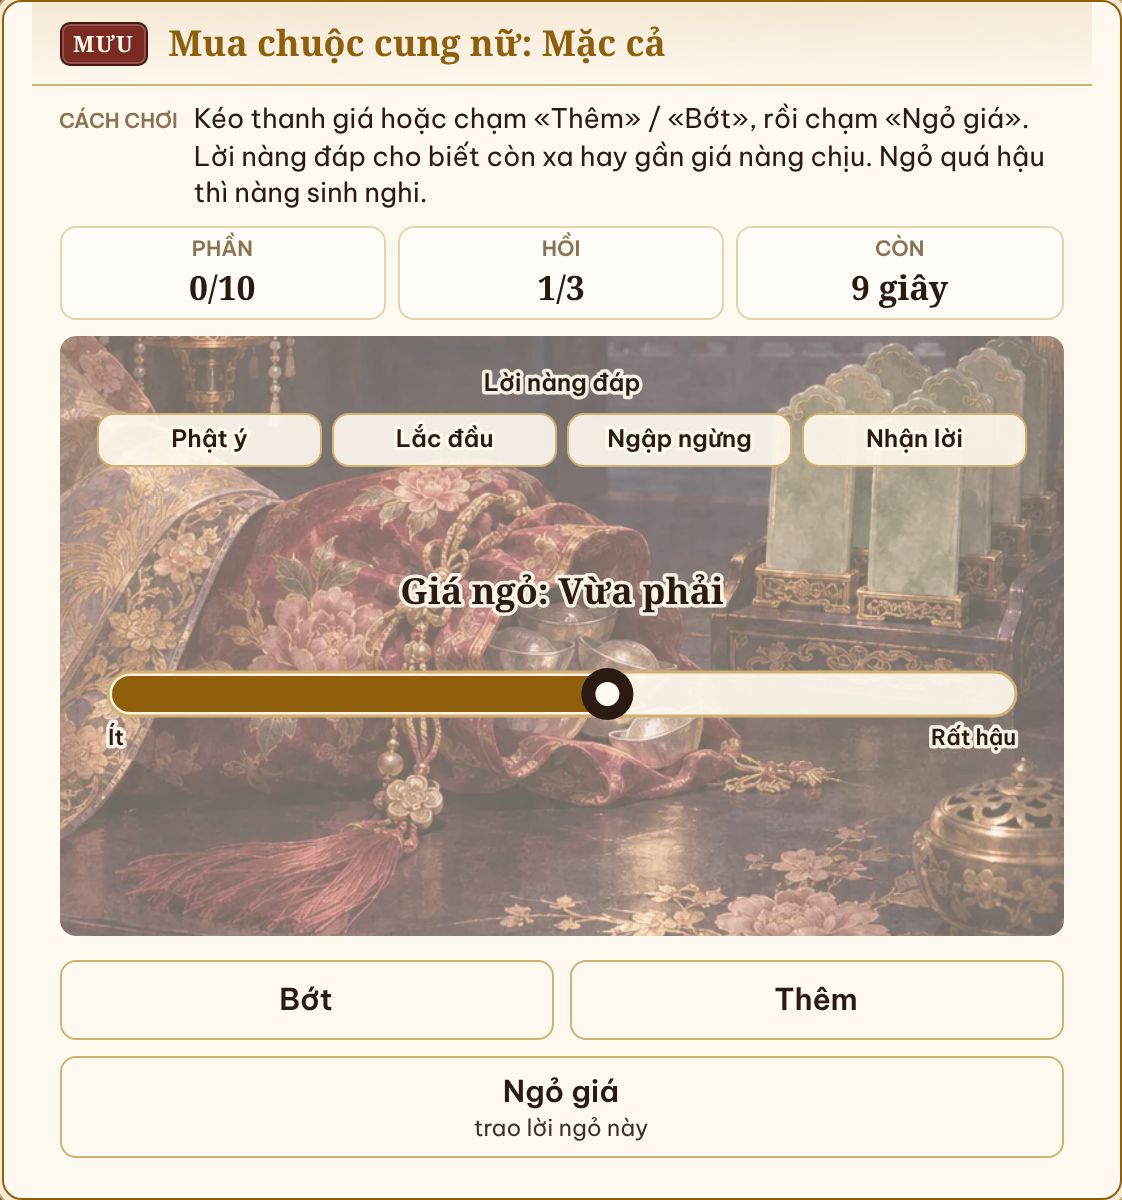 MƯU
Mua chuộc cung nữ: Mặc cả
CÁCH CHƠI
Kéo thanh giá hoặc chạm «Thêm» / «Bớt», rồi chạm «Ngỏ giá».
Lời nàng đáp cho biết còn xa hay gần giá nàng chịu. Ngỏ quá hậu
thì nàng sinh nghi.
PHẦN
0/10
HỒI
1/3
CÒN
9 giây
Lời nàng đáp
Phật ý
Lắc đầu
Ngập ngừng
Nhận lời
Giá ngỏ: Vừa phải
Ít
Rất hậu
Bớt
Thêm
Ngỏ giá
trao lời ngỏ này